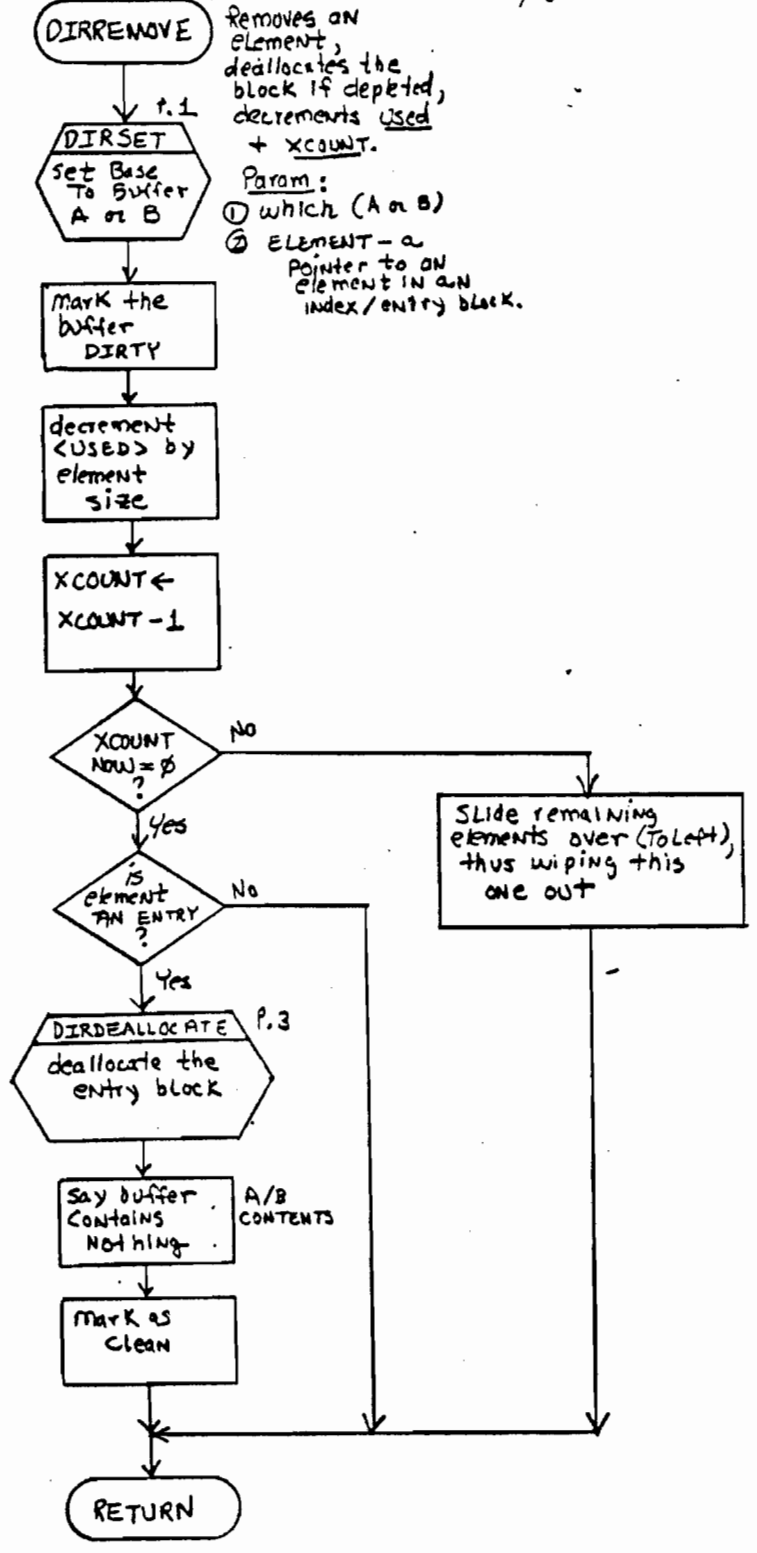 DIRREMOVE
Removes an
element,
deallocates the
block if depleted,
decrements used
+ XCOUNT.
Param:
① which (A or B)
② ELEMENT - a
pointer to an
element in an
index/entry block.
P.1
DIRSET
Set Base
To Buffer
A or B
mark the
buffer
DIRTY
decrement
<USED> by
element
size
XCOUNT←
XCOUNT-1
XCOUNT
NOW = Ø
?
No
Yes
Slide remaining
elements over (To Left),
thus wiping this
one out
is
element
AN ENTRY
?
No
Yes
DIRDEALLOCATE
P.3
deallocate the
entry block
Say buffer
Contains
Nothing
A/B
CONTENTS
mark as
Clean
RETURN